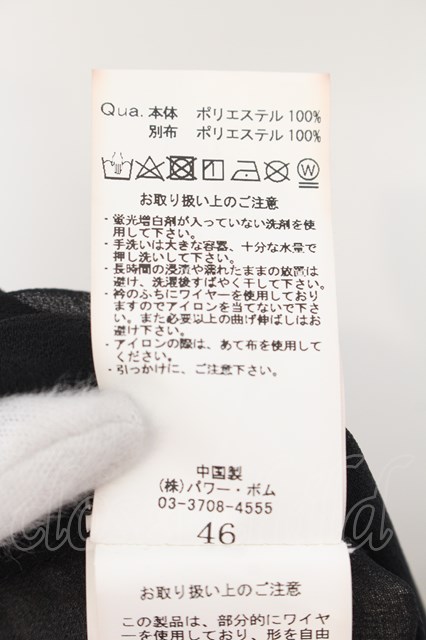 Qua. 本体 ポリエステル 100%
別布 ポリエステル 100%
W
お取り扱い上のご注意
・蛍光増白剤が入っていない洗剤を使
用して下さい。
・手洗いは大きな容器、十分な水量で
押し洗いして下さい。
・長時間の浸漬や濡れたままの放置は
避け、洗濯後すばやく干して下さい。
・衿のふちにワイヤーを使用しており
ますのでアイロンを当てないで下さ
い。また必要以上の曲げ伸ばしはお
避け下さい。
・アイロンの際は、あて布を使用して
ください。
・引っかけに、ご注意下さい。
中国製
(株)パワー・ボム
03-3708-4555
46
お取り扱い上のご注意
この製品は、部分的にワイヤ
ーを使用しており、形を自由